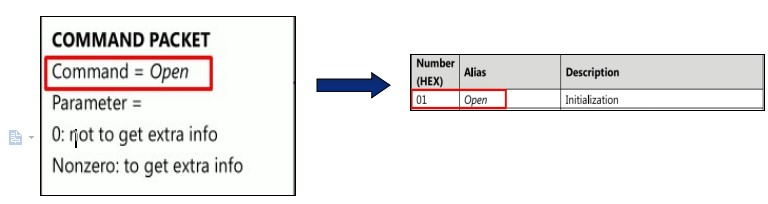 COMMAND PACKET
Command = Open
Parameter =
0: not to get extra info
Nonzero: to get extra info
Number (HEX) Alias Description
01 Open Initialization